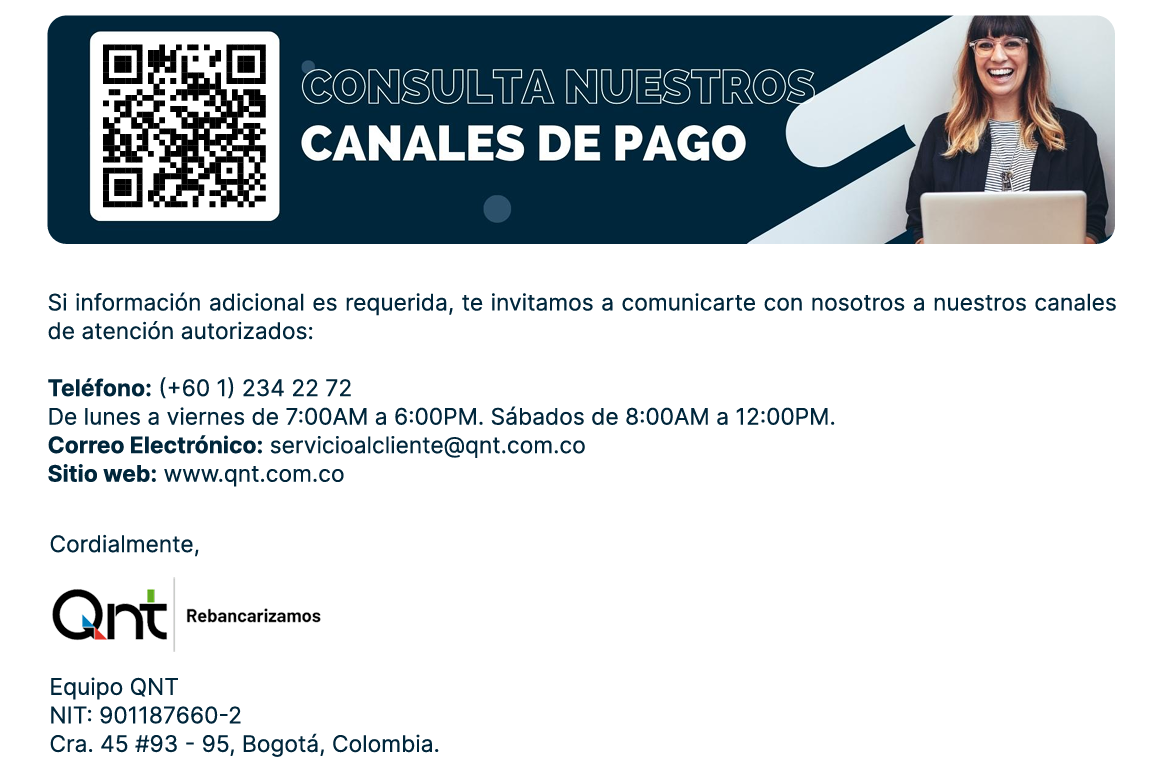 CONSULTA NUESTROS
CANALES DE PAGO
Si información adicional es requerida, te invitamos a comunicarte con nosotros a nuestros canales
de atención autorizados:
Teléfono: (+60 1) 234 22 72
De lunes a viernes de 7:00AM a 6:00PM. Sábados de 8:00AM a 12:00PM.
Correo Electrónico: servicioalcliente@qnt.com.co
Sitio web: www.qnt.com.co
Cordialmente,
Qnt Rebancarizamos
Equipo QNT
NIT: 901187660-2
Cra. 45 #93 - 95, Bogotá, Colombia.